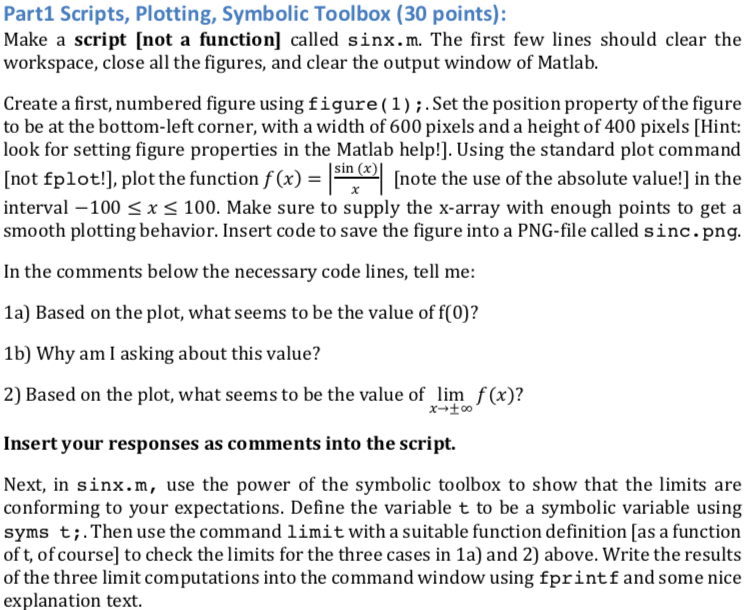 Part1 Scripts, Plotting, Symbolic Toolbox (30 points):
Make a script [not a function] called sinx.m. The first few lines should clear the
workspace, close all the figures, and clear the output window of Matlab.
Create a first, numbered figure using figure(1);. Set the position property of the figure
to be at the bottom-left corner, with a width of 600 pixels and a height of 400 pixels [Hint:
look for setting figure properties in the Matlab help!]. Using the standard plot command
[not fplot!], plot the function f(x) = |sin (x)/x| [note the use of the absolute value!] in the
interval −100 ≤ x ≤ 100. Make sure to supply the x-array with enough points to get a
smooth plotting behavior. Insert code to save the figure into a PNG-file called sinc.png.
In the comments below the necessary code lines, tell me:
1a) Based on the plot, what seems to be the value of f(0)?
1b) Why am I asking about this value?
2) Based on the plot, what seems to be the value of lim x→±∞ f(x)?
Insert your responses as comments into the script.
Next, in sinx.m, use the power of the symbolic toolbox to show that the limits are
conforming to your expectations. Define the variable t to be a symbolic variable using
syms t;. Then use the command limit with a suitable function definition [as a function
of t, of course] to check the limits for the three cases in 1a) and 2) above. Write the results
of the three limit computations into the command window using fprintf and some nice
explanation text.